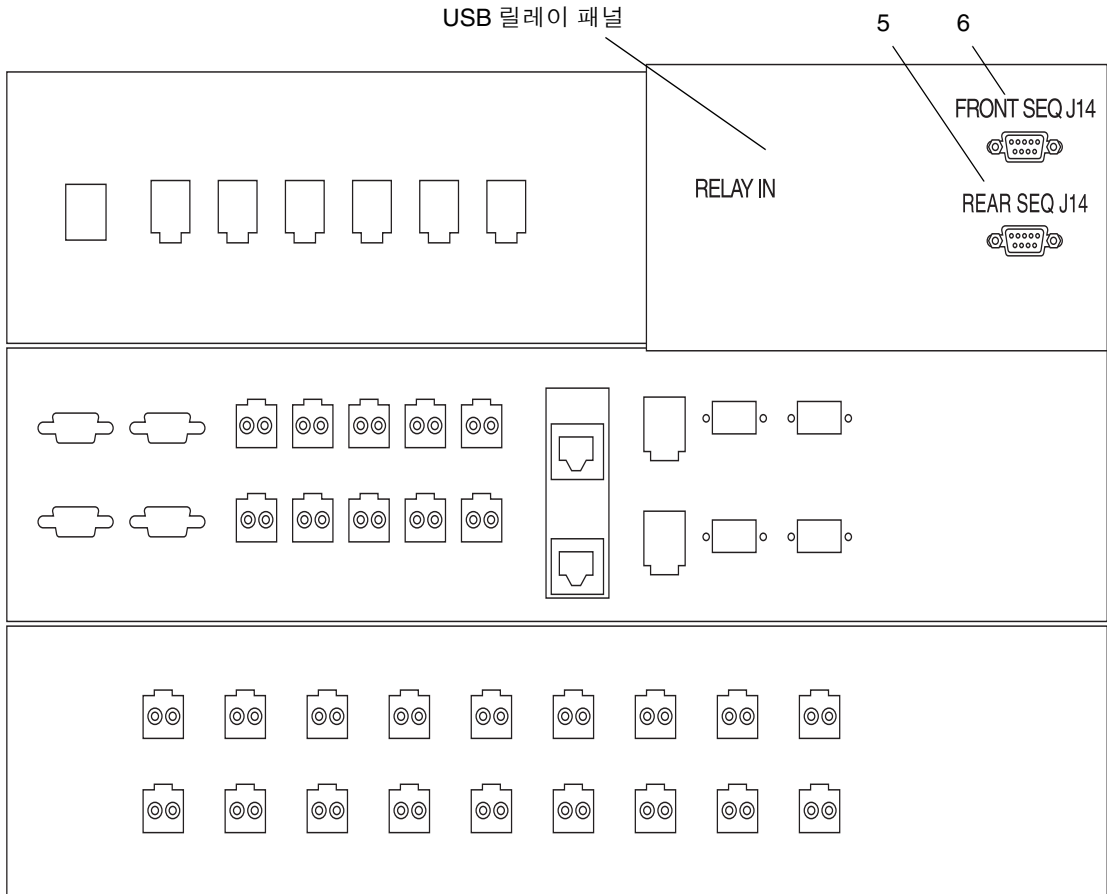 USB 릴레이 패널
5
6
FRONT SEQ J14
RELAY IN
REAR SEQ J14